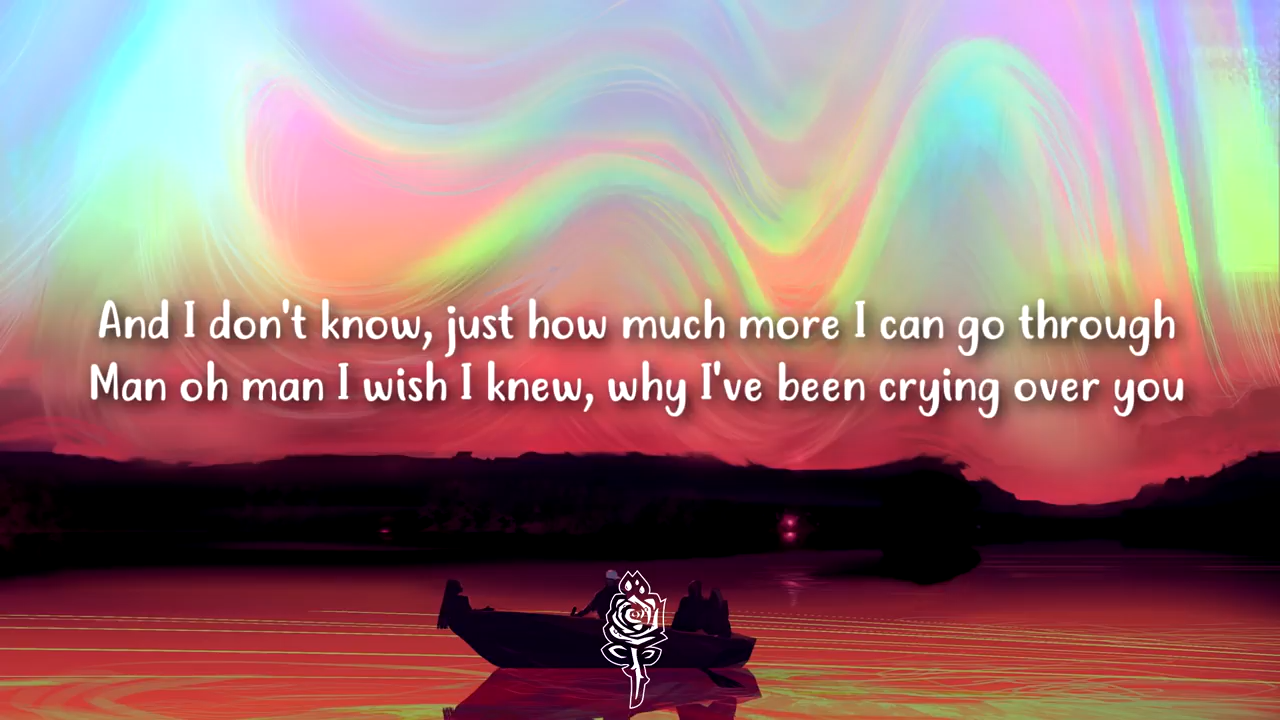 And I don't know, just how much more I can go through
Man oh man I wish I knew, why I've been crying over you